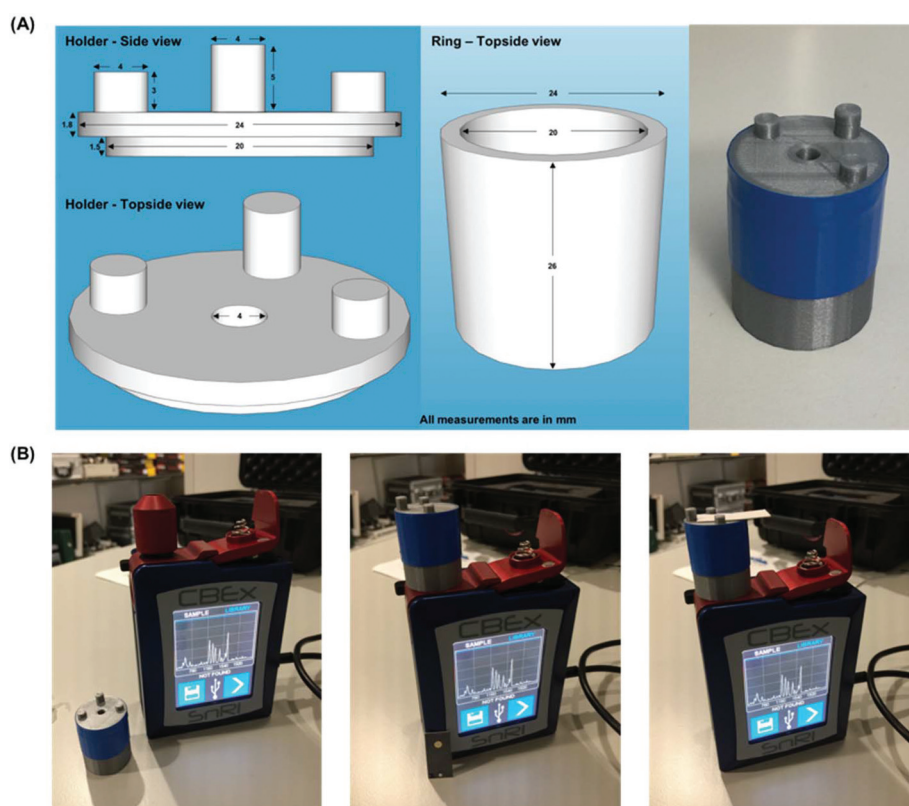 (A)
Holder - Side view
4
4
5
3
1.8
24
1.5
20
Holder - Topside view
4
Ring – Topside view
24
20
26
All measurements are in mm
(B)
CBEx
SAMPLE LIBRARY
NOT FOUND
SnRI
CBEx
SAMPLE LIBRARY
NOT FOUND
SnRI
CBEx
SAMPLE LIBRARY
NOT FOUND
SnRI